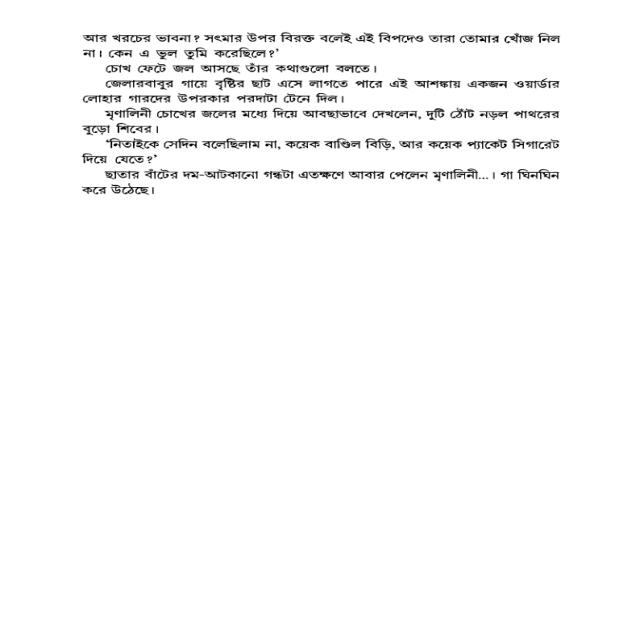 আর খরচের ভাবনা? সৎমার উপর বিরক্ত বলেই এই বিপদেও তারা তোমার খোঁজ নিল
না। কেন এ ভুল তুমি করেছিলে?'
চোখ ফেটে জল আসছে তাঁর কথাগুলো বলতে।
জেলারবাবুর গায়ে বৃষ্টির ছাট এসে লাগতে পারে এই আশঙ্কায় একজন ওয়ার্ডার
লোহার গারদের উপরকার পরদাটা টেনে দিল।
মৃণালিনী চোখের জলের মধ্যে দিয়ে আবছাভাবে দেখলেন, দুটি ঠোঁট নড়ল পাথরের
বুড়ো শিবের।
'নিতাইকে সেদিন বলেছিলাম না, কয়েক বাণ্ডিল বিড়ি, আর কয়েক প্যাকেট সিগারেট
দিয়ে যেতে?'
ছাতার বাঁটের দম-আটকানো গন্ধটা এতক্ষণে আবার পেলেন মৃণালিনী...। গা ঘিনঘিন
করে উঠেছে।